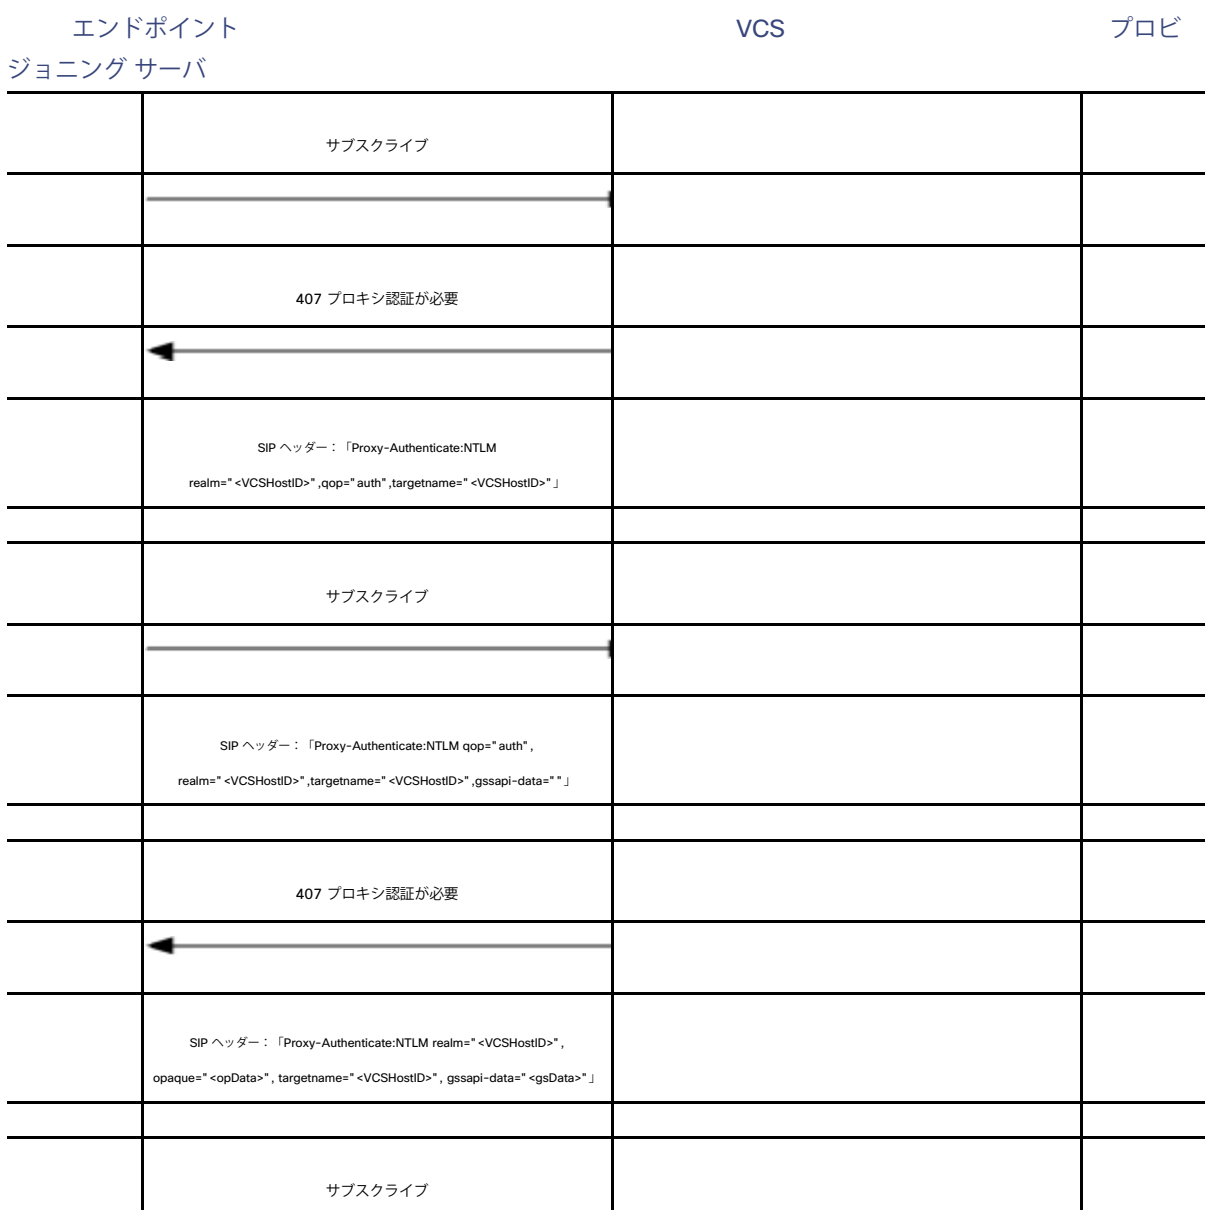 エンドポイント VCS プロビ
ジョニング サーバ
サブスクライブ
407 プロキシ認証が必要
SIP ヘッダー：「Proxy-Authenticate:NTLM
realm="<VCSHostID>",qop="auth",targetname="<VCSHostID>"」
サブスクライブ
SIP ヘッダー：「Proxy-Authenticate:NTLM qop="auth",
realm="<VCSHostID>",targetname="<VCSHostID>",gssapi-data=""」
407 プロキシ認証が必要
SIP ヘッダー：「Proxy-Authenticate:NTLM realm="<VCSHostID>",
opaque="<opData>", targetname="<VCSHostID>", gssapi-data="<gsData>"」
サブスクライブ